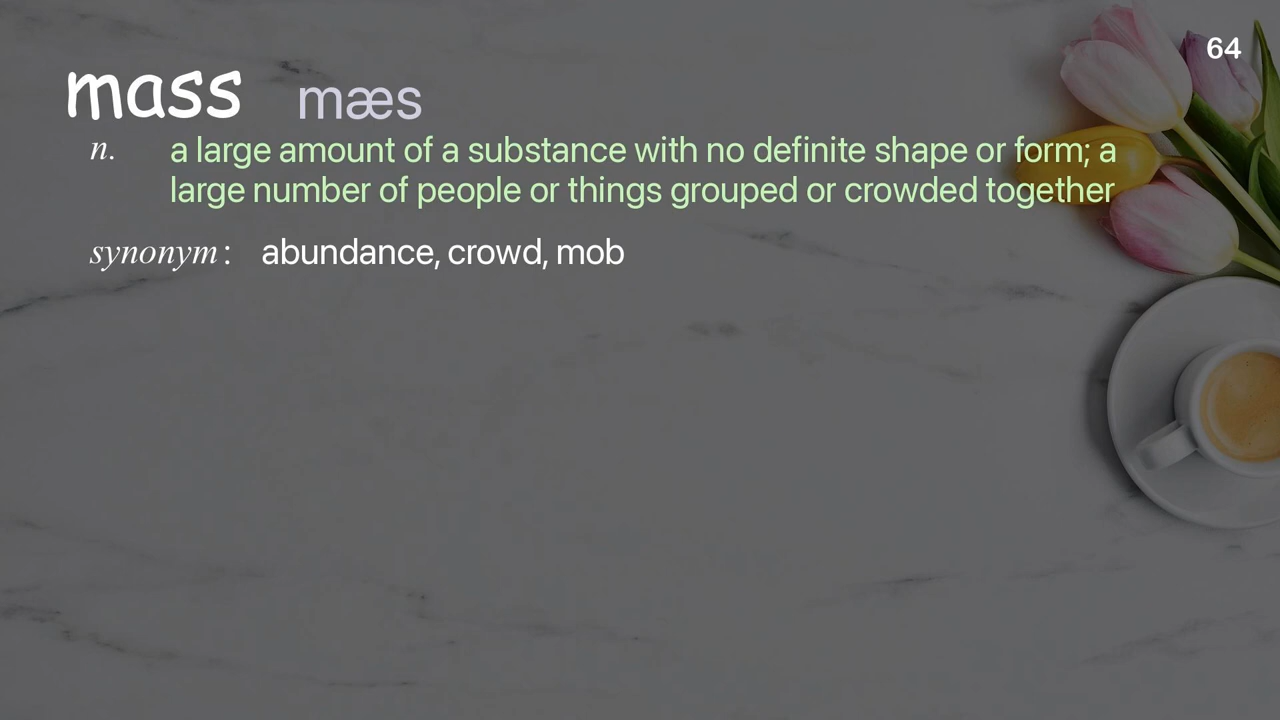 64
mass mæs
n. a large amount of a substance with no definite shape or form; a
large number of people or things grouped or crowded together
synonym : abundance, crowd, mob